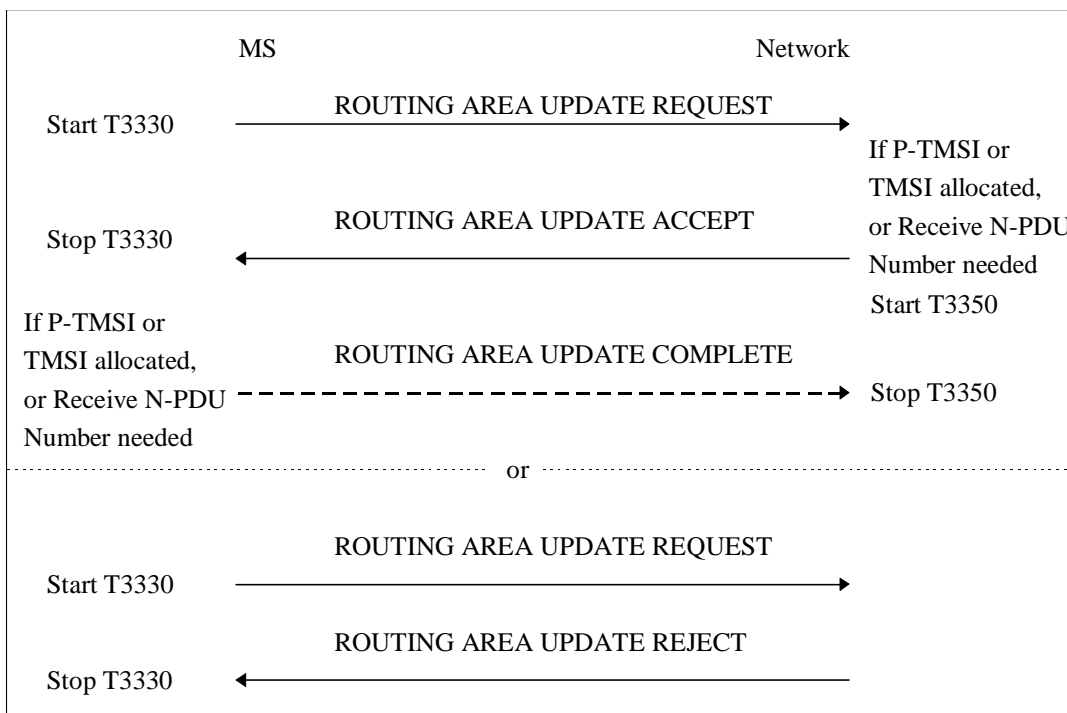 MS Network
ROUTING AREA UPDATE REQUEST
Start T3330
If P-TMSI or
TMSI allocated,
or Receive N-PDU
Number needed
Start T3350
ROUTING AREA UPDATE ACCEPT
Stop T3330
If P-TMSI or
TMSI allocated,
or Receive N-PDU
Number needed
ROUTING AREA UPDATE COMPLETE
Stop T3350
or
ROUTING AREA UPDATE REQUEST
Start T3330
ROUTING AREA UPDATE REJECT
Stop T3330